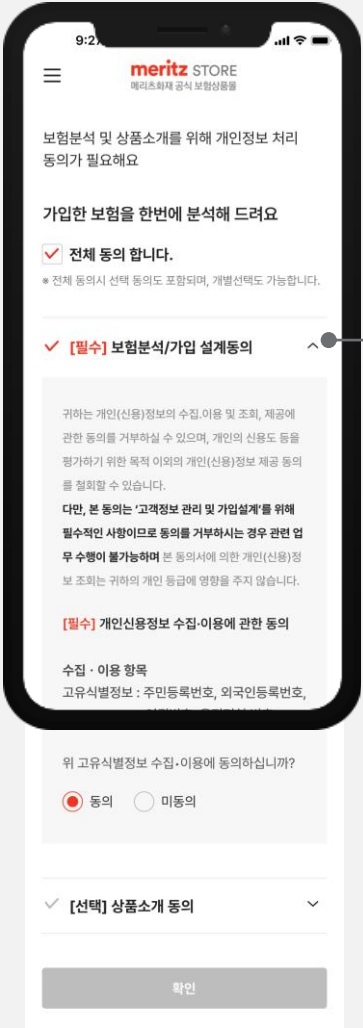 9:27
meritz STORE
메리츠화재 공식 보험상품몰
보험분석 및 상품소개를 위해 개인정보 처리
동의가 필요해요
가입한 보험을 한번에 분석해 드려요
전체 동의 합니다.
※ 전체 동의시 선택 동의도 포함되며, 개별선택도 가능합니다.
[필수] 보험분석/가입 설계동의
귀하는 개인(신용)정보의 수집.이용 및 조회, 제공에
관한 동의를 거부하실 수 있으며, 개인의 신용도 등을
평가하기 위한 목적 이외의 개인(신용)정보 제공 동의
를 철회할 수 있습니다.
다만, 본 동의는 ‘고객정보 관리 및 가입설계’를 위해
필수적인 사항이므로 동의를 거부하시는 경우 관련 업
무 수행이 불가능하며 본 동의서에 의한 개인(신용)정
보 조회는 귀하의 개인 등급에 영향을 주지 않습니다.
[필수] 개인신용정보 수집·이용에 관한 동의
수집 · 이용 항목
고유식별정보 : 주민등록번호, 외국인등록번호,
위 고유식별정보 수집·이용에 동의하십니까?
동의 미동의
[선택] 상품소개 동의
확인